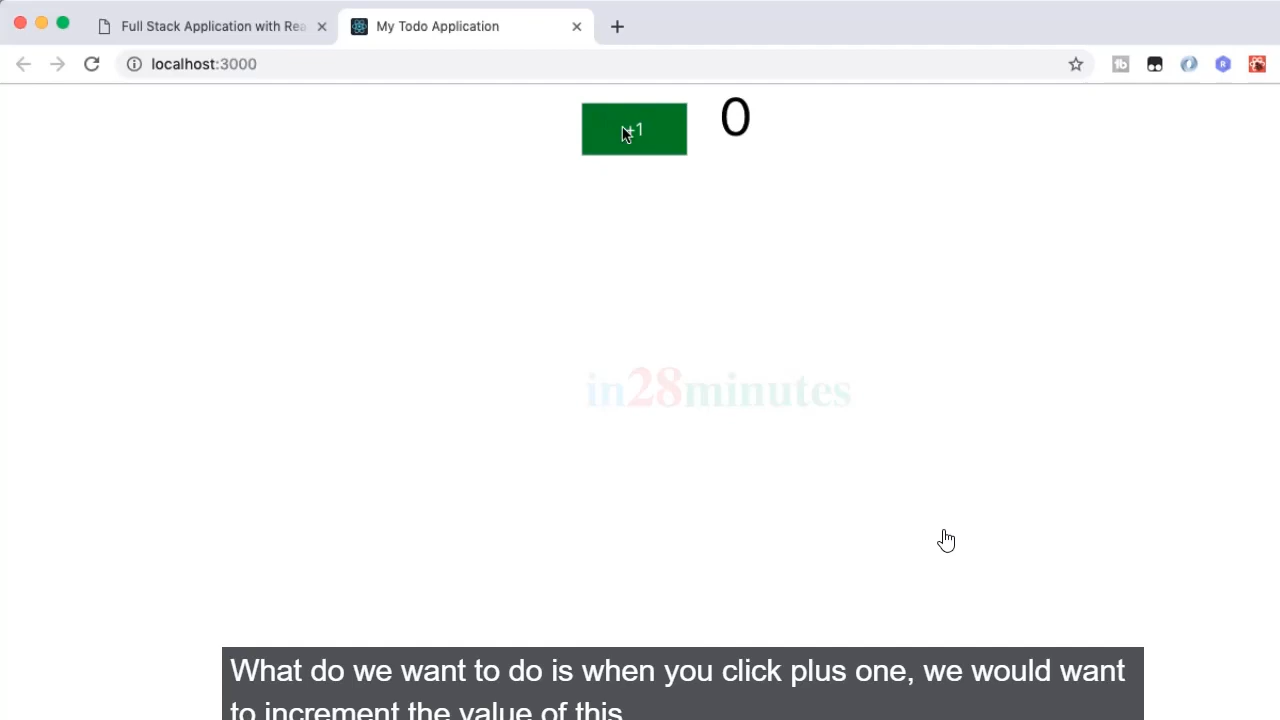 Full Stack Application with Rea
My Todo Application
localhost:3000
+1
0
in28minutes
What do we want to do is when you click plus one, we would want
to increment the value of this